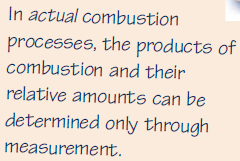 In actual combustion
processes, the products of
combustion and their
relative amounts can be
determined only through
measurement.